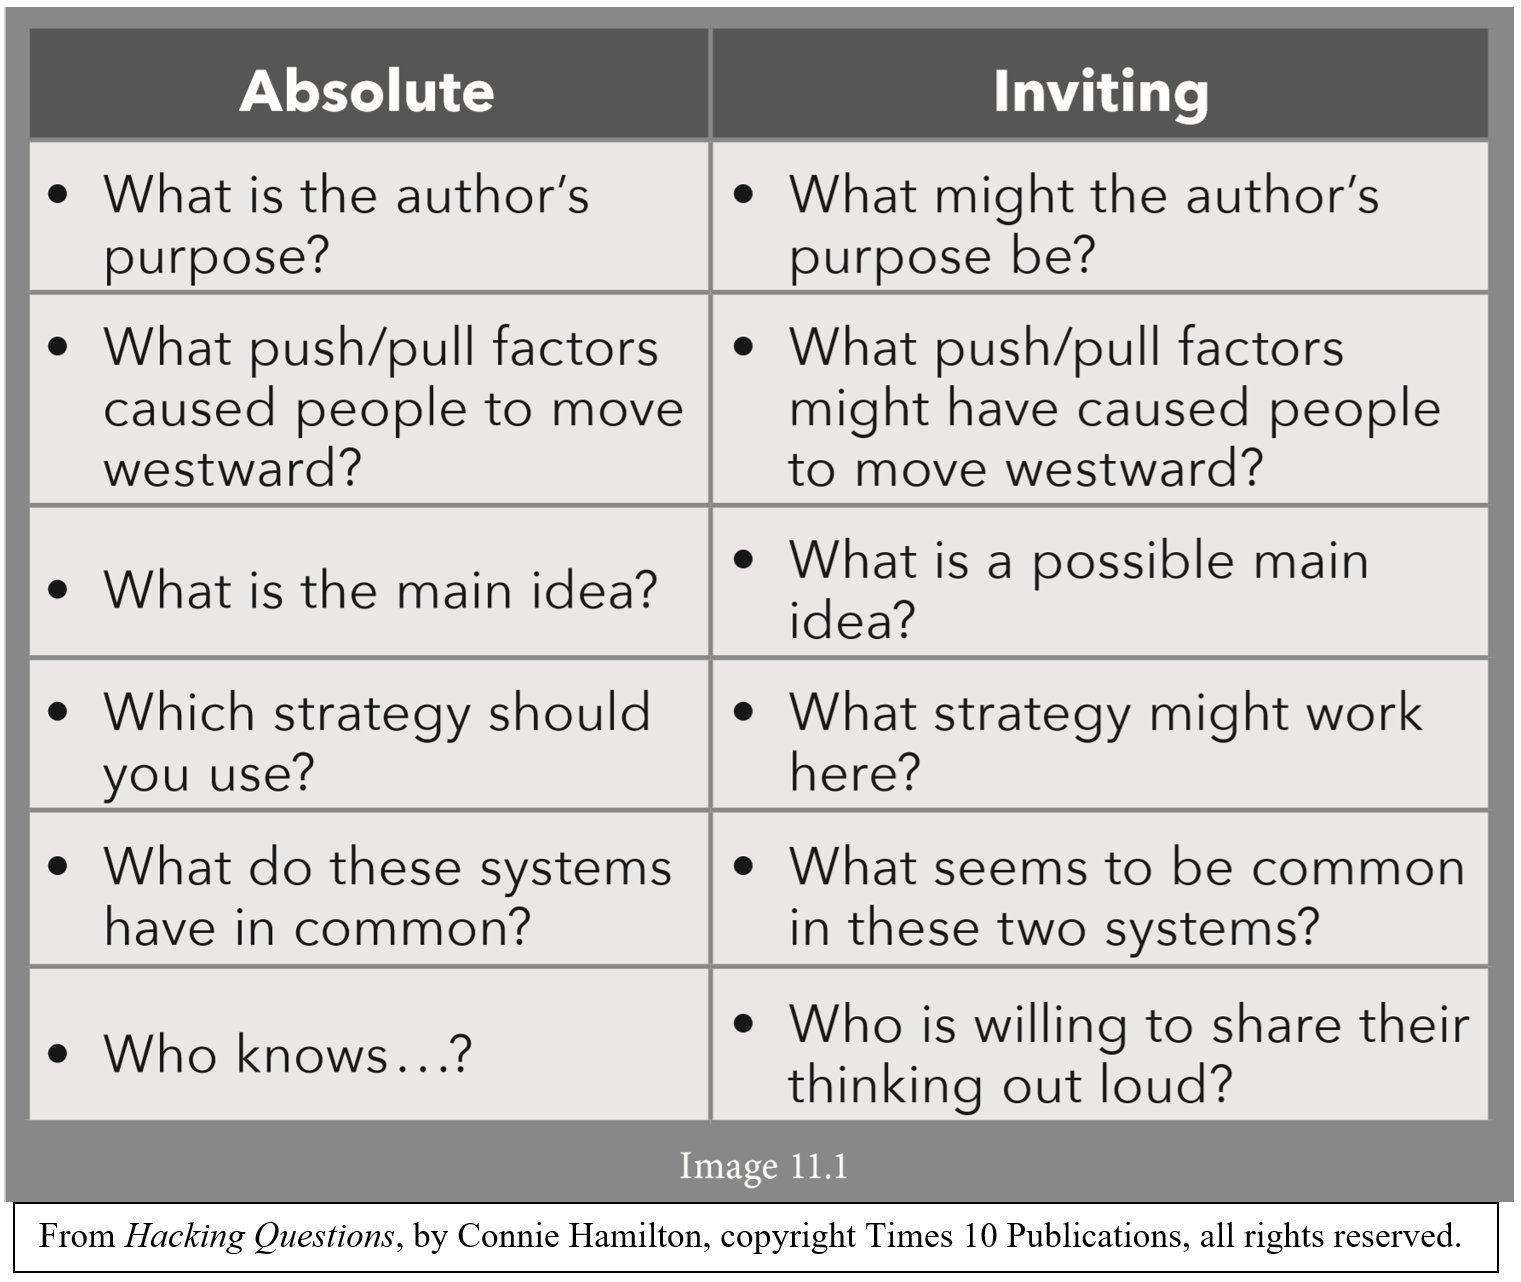 Absolute
Inviting
• What is the author’s
purpose?
• What might the author’s
purpose be?
• What push/pull factors
caused people to move
westward?
• What push/pull factors
might have caused people
to move westward?
• What is the main idea?
• What is a possible main
idea?
• Which strategy should
you use?
• What strategy might work
here?
• What do these systems
have in common?
• What seems to be common
in these two systems?
• Who knows...?
• Who is willing to share their
thinking out loud?
Image 11.1
From Hacking Questions, by Connie Hamilton, copyright Times 10 Publications, all rights reserved.